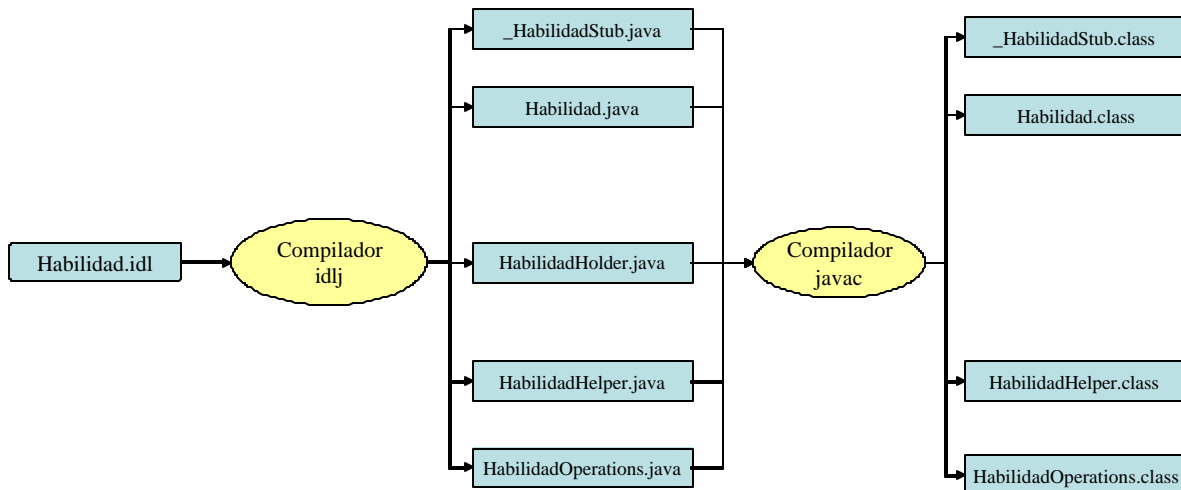 _HabilidadStub.java
Habilidad.java
HabilidadHolder.java
HabilidadHelper.java
HabilidadOperations.java
Habilidad.idl
Compilador
idlj
Compilador
javac
_HabilidadStub.class
Habilidad.class
HabilidadHelper.class
HabilidadOperations.class